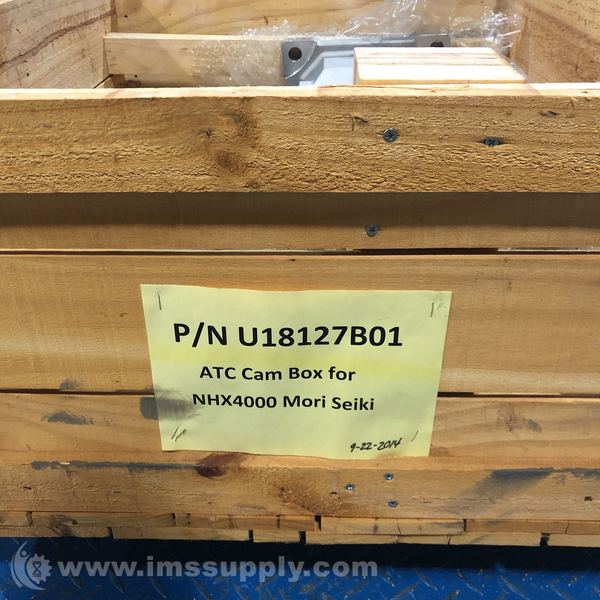 P/N U18127B01
ATC Cam Box for
NHX4000 Mori Seiki
9-22-2014
www.imssupply.com